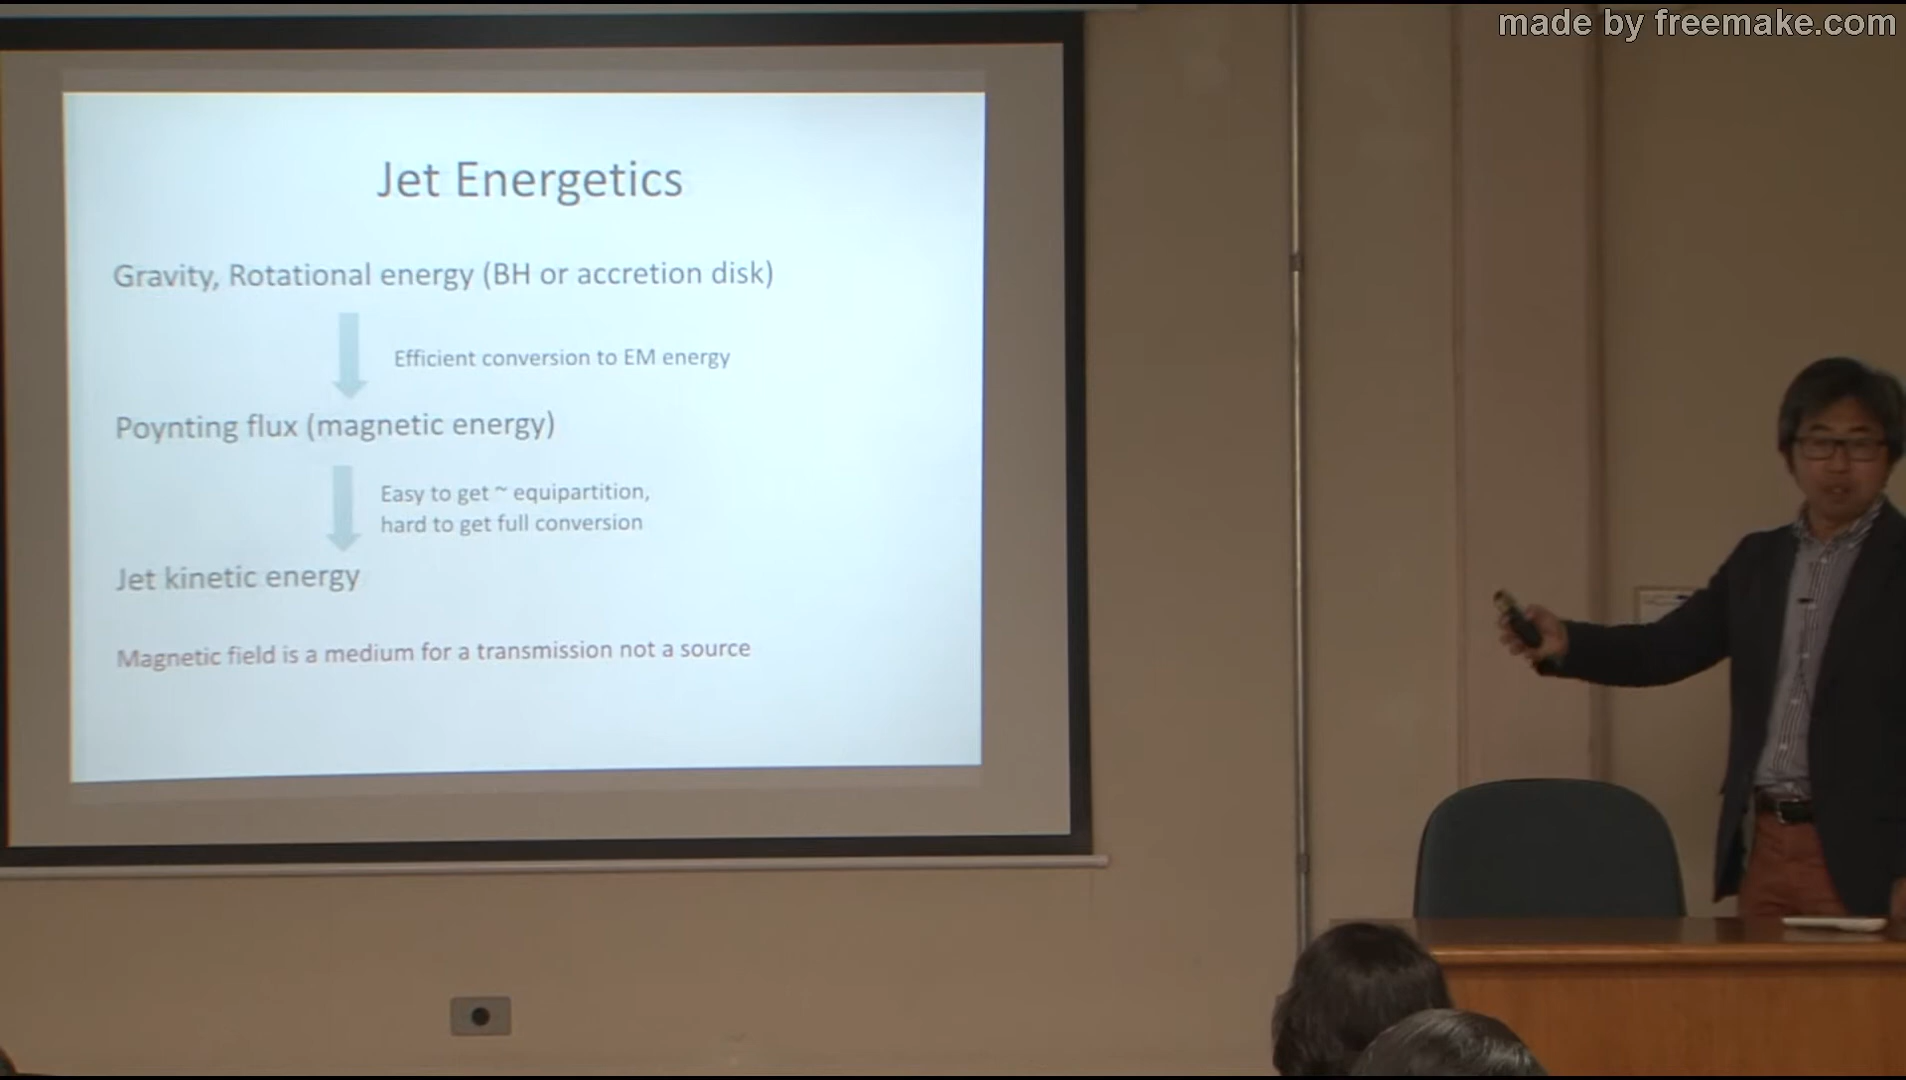 made by freemake.com
Jet Energetics
Gravity, Rotational energy (BH or accretion disk)
Efficient conversion to EM energy
Poynting flux (magnetic energy)
Easy to get ~ equipartition,
hard to get full conversion
Jet kinetic energy
Magnetic field is a medium for a transmission not a source